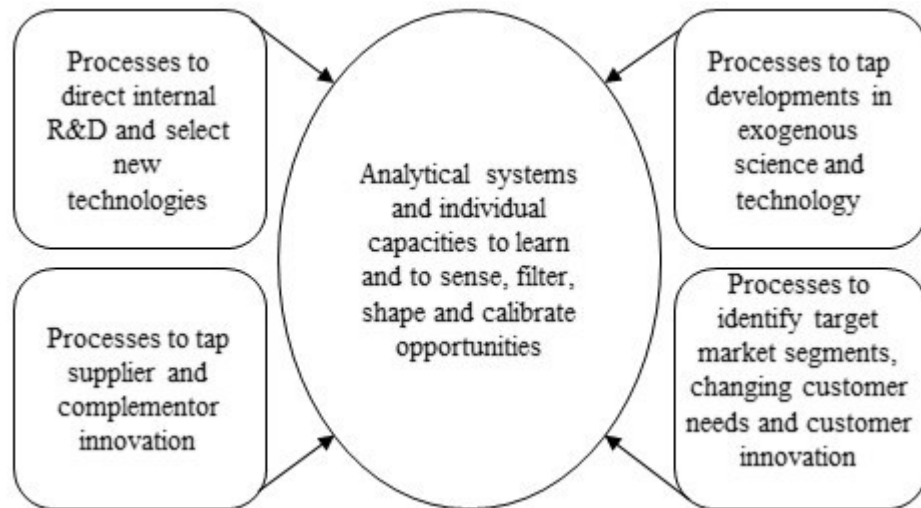 Processes to
direct internal
R&D and select
new
technologies
Processes to tap
developments in
exogenous
science and
technology
Analytical systems
and individual
capacities to learn
and to sense, filter,
shape and calibrate
opportunities
Processes to tap
supplier and
complementor
innovation
Processes to
identify target
market segments,
changing customer
needs and customer
innovation